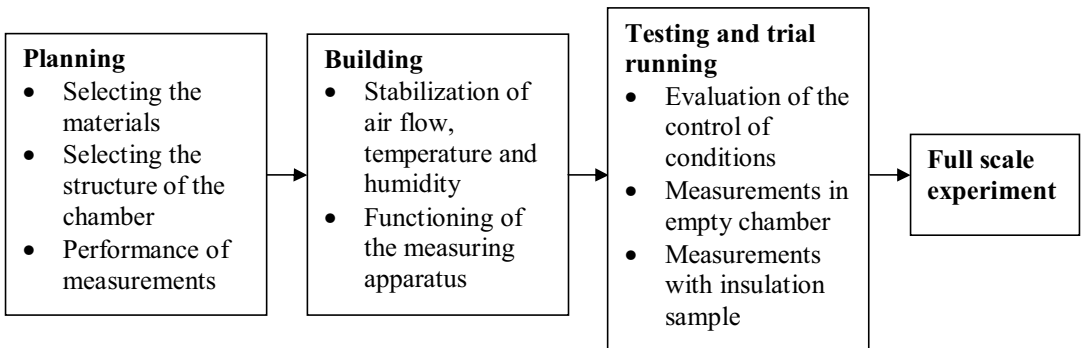 Planning
• Selecting the
materials
• Selecting the
structure of the
chamber
• Performance of
measurements
Building
• Stabilization of
air flow,
temperature and
humidity
• Functioning of
the measuring
apparatus
Testing and trial
running
• Evaluation of the
control of
conditions
• Measurements in
empty chamber
• Measurements
with insulation
sample
Full scale
experiment